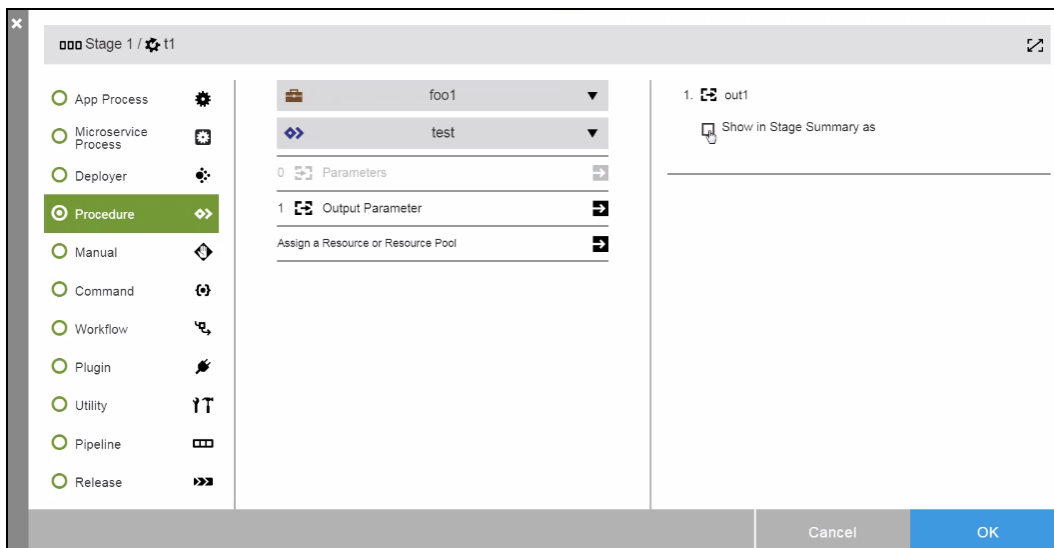 Stage 1 / t1
App Process
Microservice
Process
Deployer
Procedure
Manual
Command
Workflow
Plugin
Utility
Pipeline
Release
foo1
test
0 Parameters
1 Output Parameter
Assign a Resource or Resource Pool
1. out1
Show in Stage Summary as
Cancel
OK